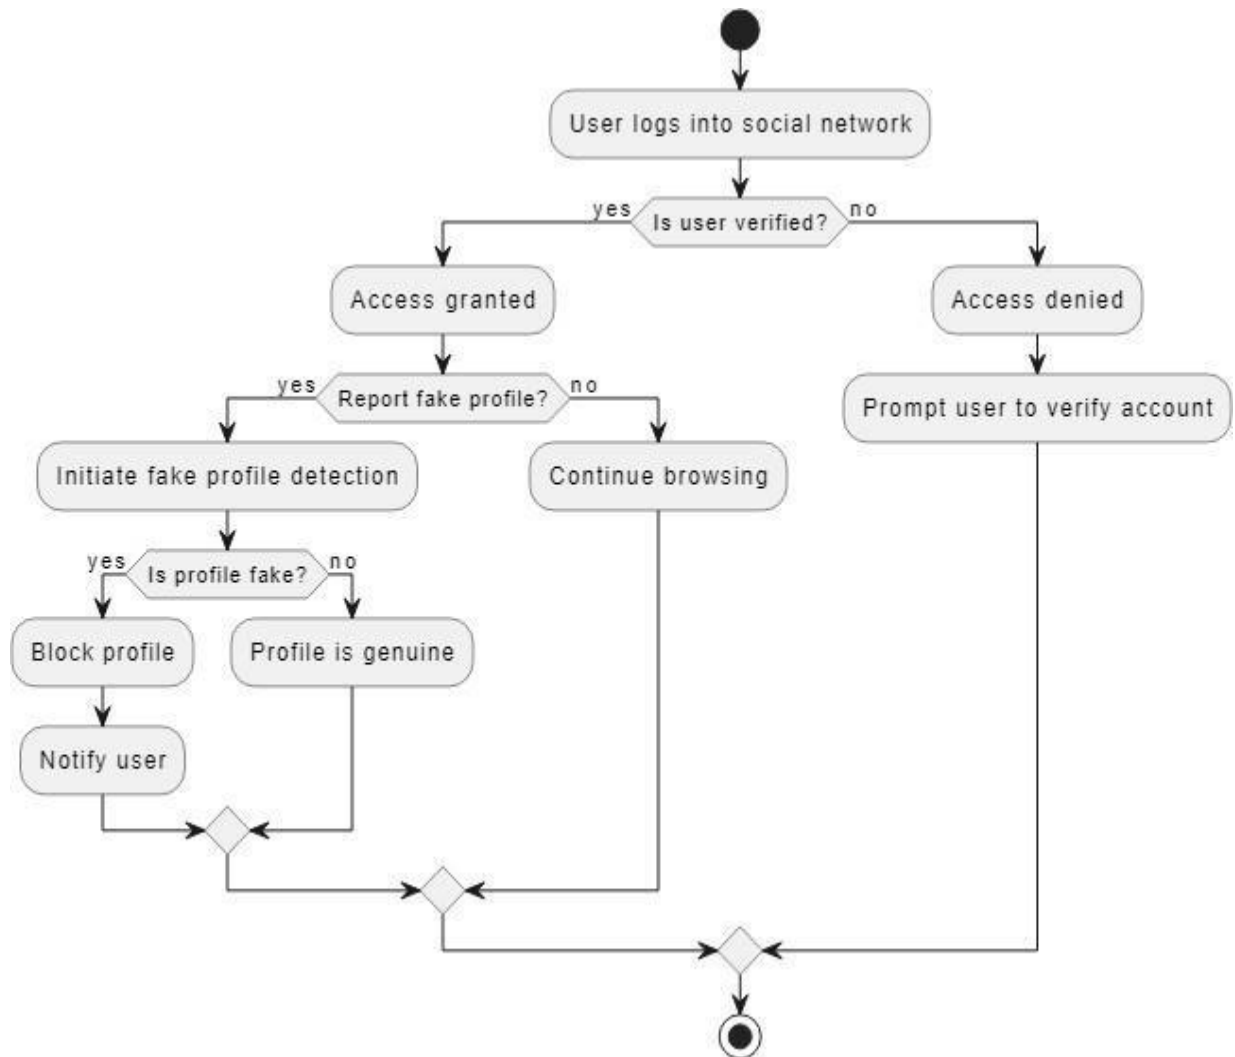 User logs into social network
yes
Is user verified?
no
Access granted
Access denied
yes
Report fake profile?
no
Prompt user to verify account
Initiate fake profile detection
Continue browsing
yes
Is profile fake?
no
Block profile
Profile is genuine
Notify user